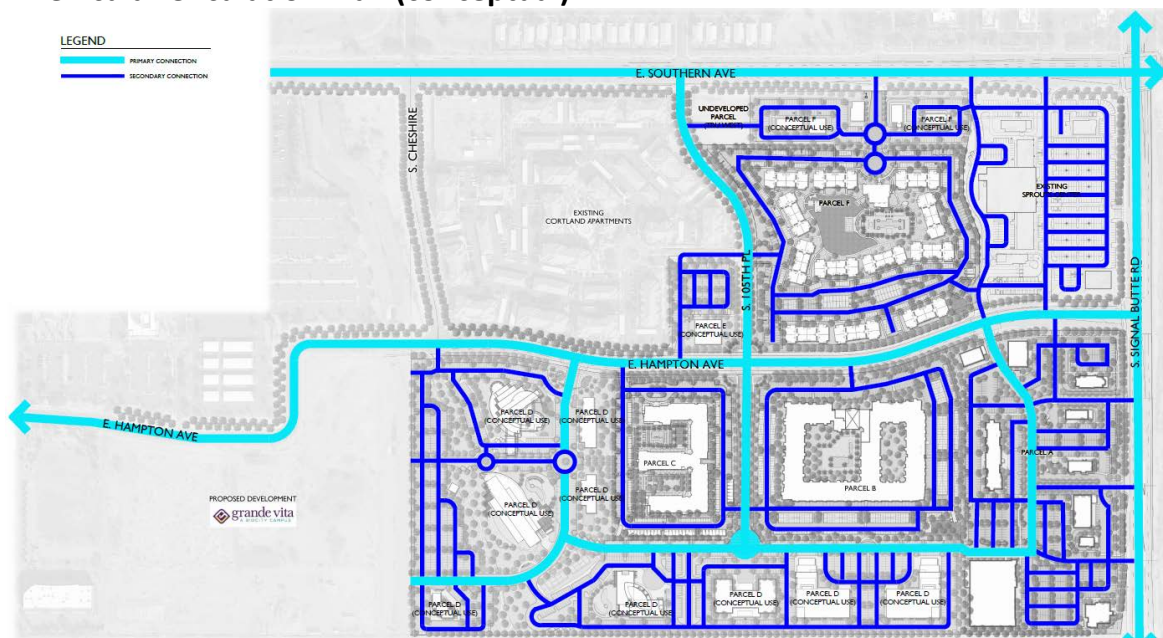 (conceptual)
LEGEND
PRIMARY CONNECTION
SECONDARY CONNECTION
E. SOUTHERN AVE
S. CHESHIRE
UNDEVELOPED
PARCEL
PARCEL F
(CONCEPTUAL USE)
PARCEL F
(CONCEPTUAL USE)
EXISTING
CORTLAND APARTMENTS
PARCEL F
EXISTING
S. 105TH PL
S. SIGNAL BUTTE RD
PARCEL E
(CONCEPTUAL USE)
E. HAMPTON AVE
E. HAMPTON AVE
PARCEL D
(CONCEPTUAL USE)
PARCEL D
(CONCEPTUAL USE)
PARCEL C
PARCEL B
PARCEL A
PROPOSED DEVELOPMENT
grande vita
PARCEL D
(CONCEPTUAL USE)
PARCEL D
(CONCEPTUAL USE)
PARCEL D
(CONCEPTUAL USE)
PARCEL D
(CONCEPTUAL USE)
PARCEL D
(CONCEPTUAL USE)
PARCEL D
(CONCEPTUAL USE)
PARCEL D
(CONCEPTUAL USE)